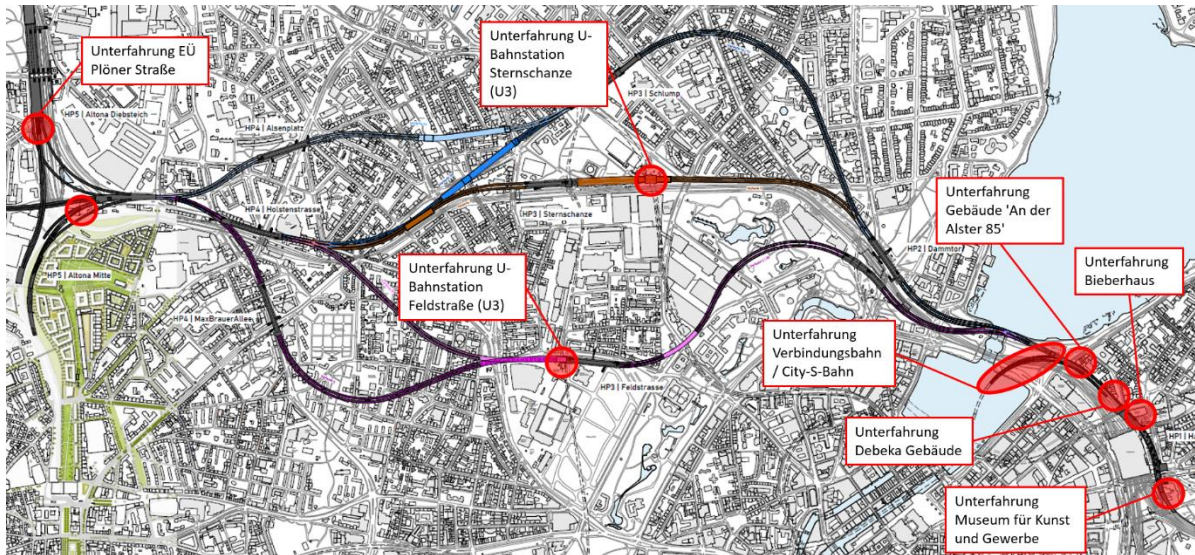 Unterfahrung EÜ
Plöner Straße
Unterfahrung U-
Bahnstation
Sternschanze
(U3)
HP3 | Schlump
HP5 | Altona Diebsteich
HP4 | Alsenplatz
HP4 | Holstenstrasse
HP3 | Sternschanze
Unterfahrung
Gebäude 'An der
Alster 85'
HP2 | Dammtor
Unterfahrung
Bieberhaus
Unterfahrung U-
Bahnstation
Feldstraße (U3)
HP5 | Altona Mitte
HP4 | MaxBrauerAllee
Unterfahrung
Verbindungsbahn
/ City-S-Bahn
HP3 | Feldstrasse
Unterfahrung
Debeka Gebäude
HP1 | H
Unterfahrung
Museum für Kunst
und Gewerbe